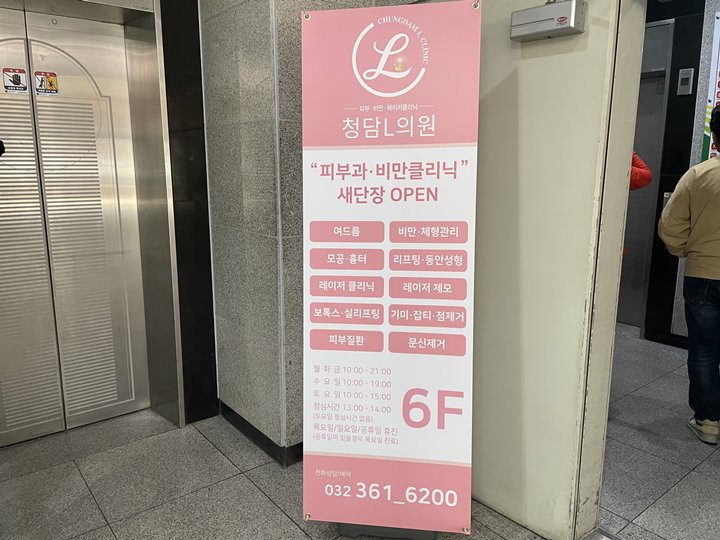 CHUNGDAM L CLINIC
L
피부 · 비만 · 레이저클리닉
청담L의원
“피부과·비만클리닉”
새단장 OPEN
여드름
비만·체형관리
모공·흉터
리프팅·동안성형
레이저 클리닉
레이저 제모
보톡스·실리프팅
기미·잡티·점제거
피부질환
문신제거
월·화·금 10:00 - 21:00
수 요 일 10:00 - 19:00
토 요 일 10:00 - 15:00
점심시간 13:00 - 14:00
(토요일 점심시간 없음)
목요일/일요일/공휴일 휴진
(공휴일이 있을경우 목요일 진료)
6F
전화상담/예약
032 361_6200